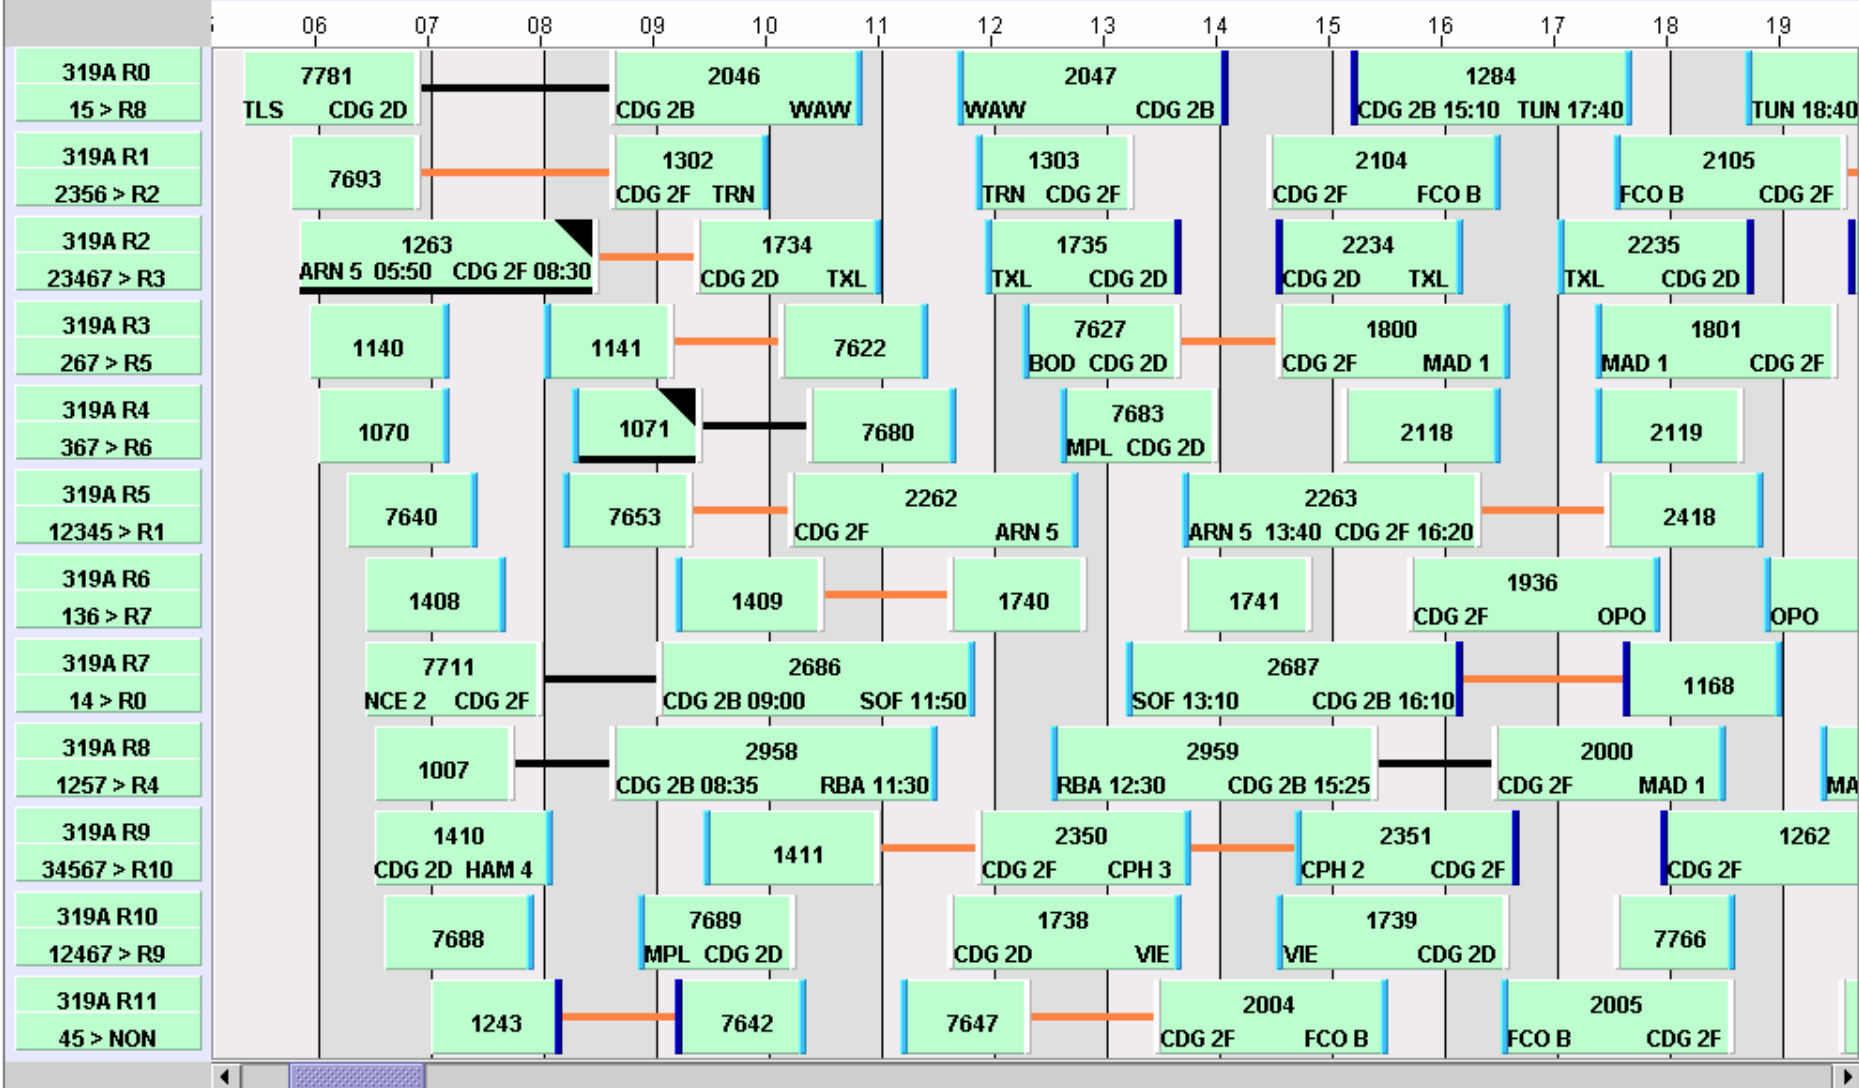 06 07 08 09 10 11 12 13 14 15 16 17 18 19
319A R0 7781 2046 2047 1284
15 > R8 TLS CDG 2D CDG 2B WAW WAW CDG 2B CDG 2B 15:10 TUN 17:40 TUN 18:40
319A R1 7693 1302 1303 2104 2105
2356 > R2 CDG 2F TRN TRN CDG 2F CDG 2F FCO B FCO B CDG 2F
319A R2 1263 1734 1735 2234 2235
23467 > R3 ARN 5 05:50 CDG 2F 08:30 CDG 2D TXL TXL CDG 2D CDG 2D TXL TXL CDG 2D
319A R3 1140 1141 7622 7627 1800 1801
267 > R5 BOD CDG 2D CDG 2F MAD 1 MAD 1 CDG 2F
319A R4 1070 1071 7680 7683 2118 2119
367 > R6 MPL CDG 2D
319A R5 7640 7653 2262 2263 2418
12345 > R1 CDG 2F ARN 5 ARN 5 13:40 CDG 2F 16:20
319A R6 1408 1409 1740 1741 1936
136 > R7 CDG 2F OPO OPO
319A R7 7711 2686 2687 1168
14 > R0 NCE 2 CDG 2F CDG 2B 09:00 SOF 11:50 SOF 13:10 CDG 2B 16:10
319A R8 1007 2958 2959 2000
1257 > R4 CDG 2B 08:35 RBA 11:30 RBA 12:30 CDG 2B 15:25 CDG 2F MAD 1 MA
319A R9 1410 1411 2350 2351 1262
34567 > R10 CDG 2D HAM 4 CDG 2F CPH 3 CPH 2 CDG 2F CDG 2F
319A R10 7688 7689 1738 1739 7766
12467 > R9 MPL CDG 2D CDG 2D VIE VIE CDG 2D
319A R11 1243 7642 7647 2004 2005
45 > NON CDG 2F FCO B FCO B CDG 2F